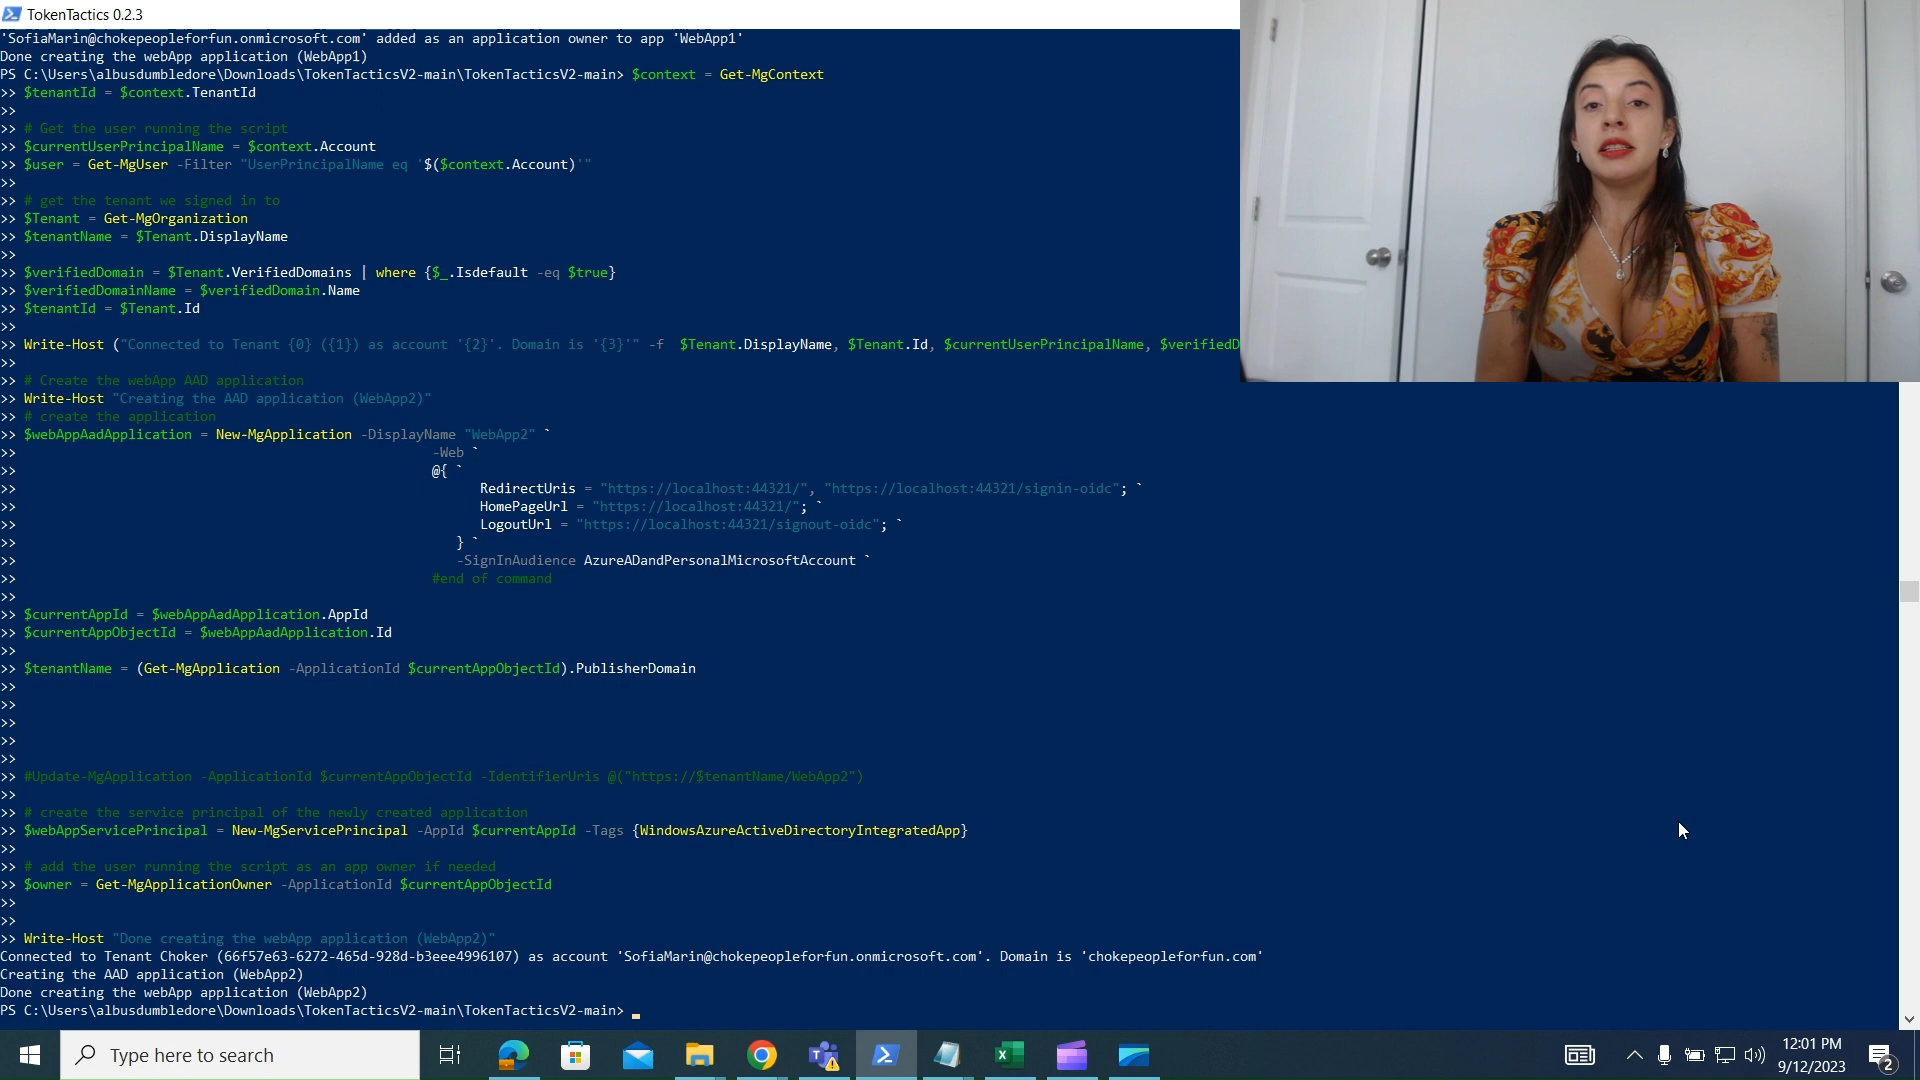 TokenTactics 0.2.3
'SofiaMarin@chokepeopleforfun.onmicrosoft.com' added as an application owner to app 'WebApp1'
Done creating the webApp application (WebApp1)
PS C:\Users\albusdumbledore\Downloads\TokenTacticsV2-main\TokenTacticsV2-main> $context = Get-MgContext
>> $tenantId = $context.TenantId
>>
>> # Get the user running the script
>> $currentUserPrincipalName = $context.Account
>> $user = Get-MgUser -Filter "UserPrincipalName eq '$($context.Account)'"
>>
>> # get the tenant we signed in to
>> $Tenant = Get-MgOrganization
>> $tenantName = $Tenant.DisplayName
>>
>> $verifiedDomain = $Tenant.VerifiedDomains | where {$_.Isdefault -eq $true}
>> $verifiedDomainName = $verifiedDomain.Name
>> $tenantId = $Tenant.Id
>>
>> Write-Host ("Connected to Tenant {0} ({1}) as account '{2}'. Domain is '{3}'" -f  $Tenant.DisplayName, $Tenant.Id, $currentUserPrincipalName, $verifiedD
>>
>> # Create the webApp AAD application
>> Write-Host "Creating the AAD application (WebApp2)"
>> # create the application
>> $webAppAadApplication = New-MgApplication -DisplayName "WebApp2" `
>> -Web `
>> @{ `
>> RedirectUris = "https://localhost:44321/", "https://localhost:44321/signin-oidc"; `
>> HomePageUrl = "https://localhost:44321/"; `
>> LogoutUrl = "https://localhost:44321/signout-oidc"; `
>> } `
>> -SignInAudience AzureADandPersonalMicrosoftAccount `
>> #end of command
>>
>> $currentAppId = $webAppAadApplication.AppId
>> $currentAppObjectId = $webAppAadApplication.Id
>>
>> $tenantName = (Get-MgApplication -ApplicationId $currentAppObjectId).PublisherDomain
>>
>>
>>
>>
>>
>> #Update-MgApplication -ApplicationId $currentAppObjectId -IdentifierUris @("https://$tenantName/WebApp2")
>>
>> # create the service principal of the newly created application
>> $webAppServicePrincipal = New-MgServicePrincipal -AppId $currentAppId -Tags {WindowsAzureActiveDirectoryIntegratedApp}
>>
>> # add the user running the script as an app owner if needed
>> $owner = Get-MgApplicationOwner -ApplicationId $currentAppObjectId
>>
>>
>> Write-Host "Done creating the webApp application (WebApp2)"
Connected to Tenant Choker (66f57e63-6272-465d-928d-b3eee4996107) as account 'SofiaMarin@chokepeopleforfun.onmicrosoft.com'. Domain is 'chokepeopleforfun.com'
Creating the AAD application (WebApp2)
Done creating the webApp application (WebApp2)
PS C:\Users\albusdumbledore\Downloads\TokenTacticsV2-main\TokenTacticsV2-main>
Type here to search
12:01 PM
9/12/2023
2